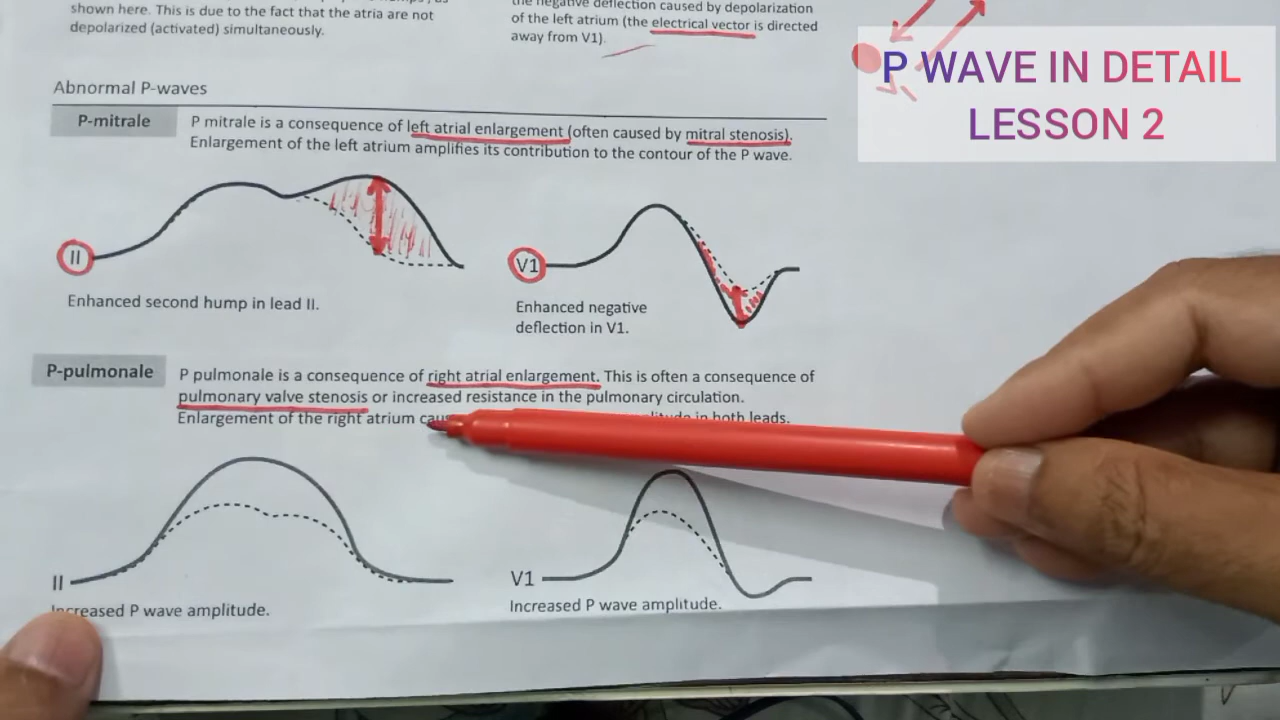 shown here. This is due to the fact that the atria are not
depolarized (activated) simultaneously.
the negative deflection caused by depolarization
of the left atrium (the electrical vector is directed
away from V1).
P WAVE IN DETAIL
LESSON 2
Abnormal P-waves
P-mitrale
P mitrale is a consequence of left atrial enlargement (often caused by mitral stenosis).
Enlargement of the left atrium amplifies its contribution to the contour of the P wave.
II
V1
Enhanced second hump in lead II.
Enhanced negative
deflection in V1.
P-pulmonale
P pulmonale is a consequence of right atrial enlargement. This is often a consequence of
pulmonary valve stenosis or increased resistance in the pulmonary circulation.
Enlargement of the right atrium in both leads.
II
V1
Increased P wave amplitude.
Increased P wave amplitude.